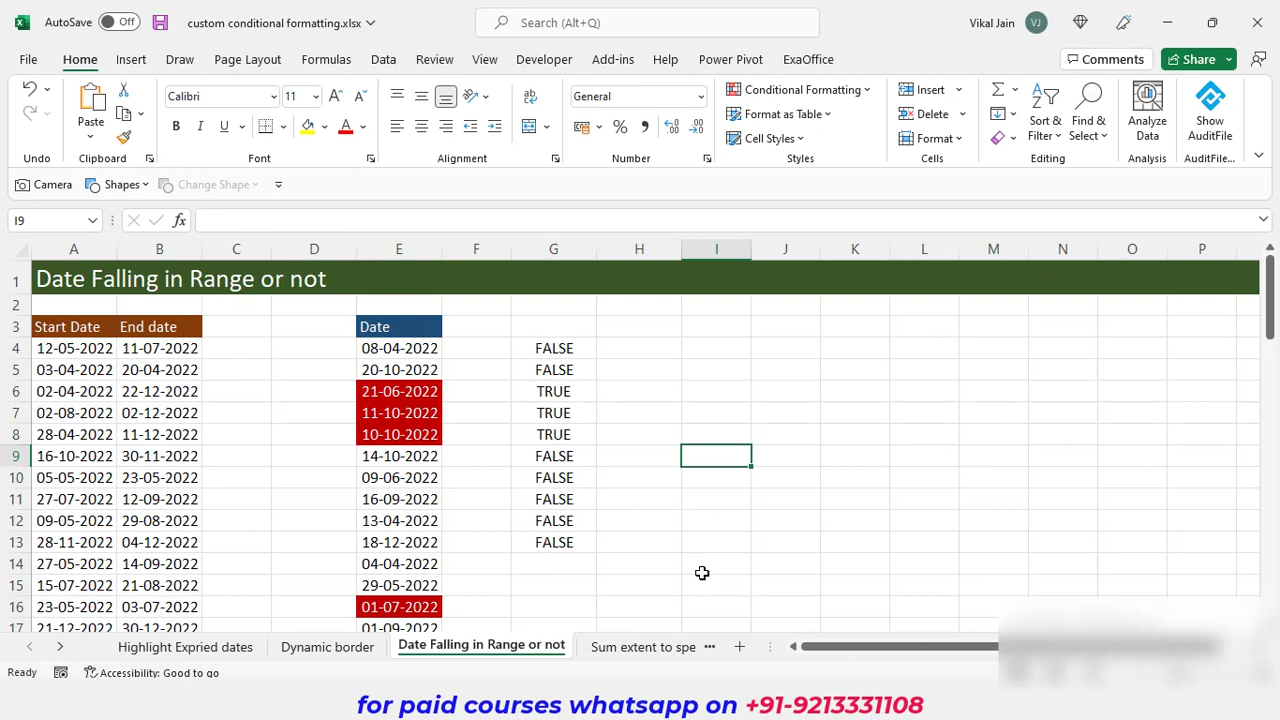 AutoSave Off custom conditional formatting.xlsx Search (Alt+Q) Vikal Jain VJ
File Home Insert Draw Page Layout Formulas Data Review View Developer Add-ins Help Power Pivot ExaOffice Comments Share
Calibri 11 General Conditional Formatting Insert
Paste B I U A % Format as Table Delete Sort & Filter Find & Select Analyze Data Show AuditFile...
Cell Styles Format
Undo Clipboard Font Alignment Number Styles Cells Editing Analysis AuditFile...
Camera Shapes Change Shape
I9 fx
A B C D E F G H I J K L M N O P
1 Date Falling in Range or not
2
3 Start Date End date Date
4 12-05-2022 11-07-2022 08-04-2022 FALSE
5 03-04-2022 20-04-2022 20-10-2022 FALSE
6 02-04-2022 22-12-2022 21-06-2022 TRUE
7 02-08-2022 02-12-2022 11-10-2022 TRUE
8 28-04-2022 11-12-2022 10-10-2022 TRUE
9 16-10-2022 30-11-2022 14-10-2022 FALSE
10 05-05-2022 23-05-2022 09-06-2022 FALSE
11 27-07-2022 12-09-2022 16-09-2022 FALSE
12 09-05-2022 29-08-2022 13-04-2022 FALSE
13 28-11-2022 04-12-2022 18-12-2022 FALSE
14 27-05-2022 14-09-2022 04-04-2022
15 15-07-2022 21-08-2022 29-05-2022
16 23-05-2022 03-07-2022 01-07-2022
17 21-12-2022 30-12-2022 01-09-2022
Highlight Expried dates Dynamic border Date Falling in Range or not Sum extent to spe ...
Ready Accessibility: Good to go
for paid courses whatsapp on +91-9213331108